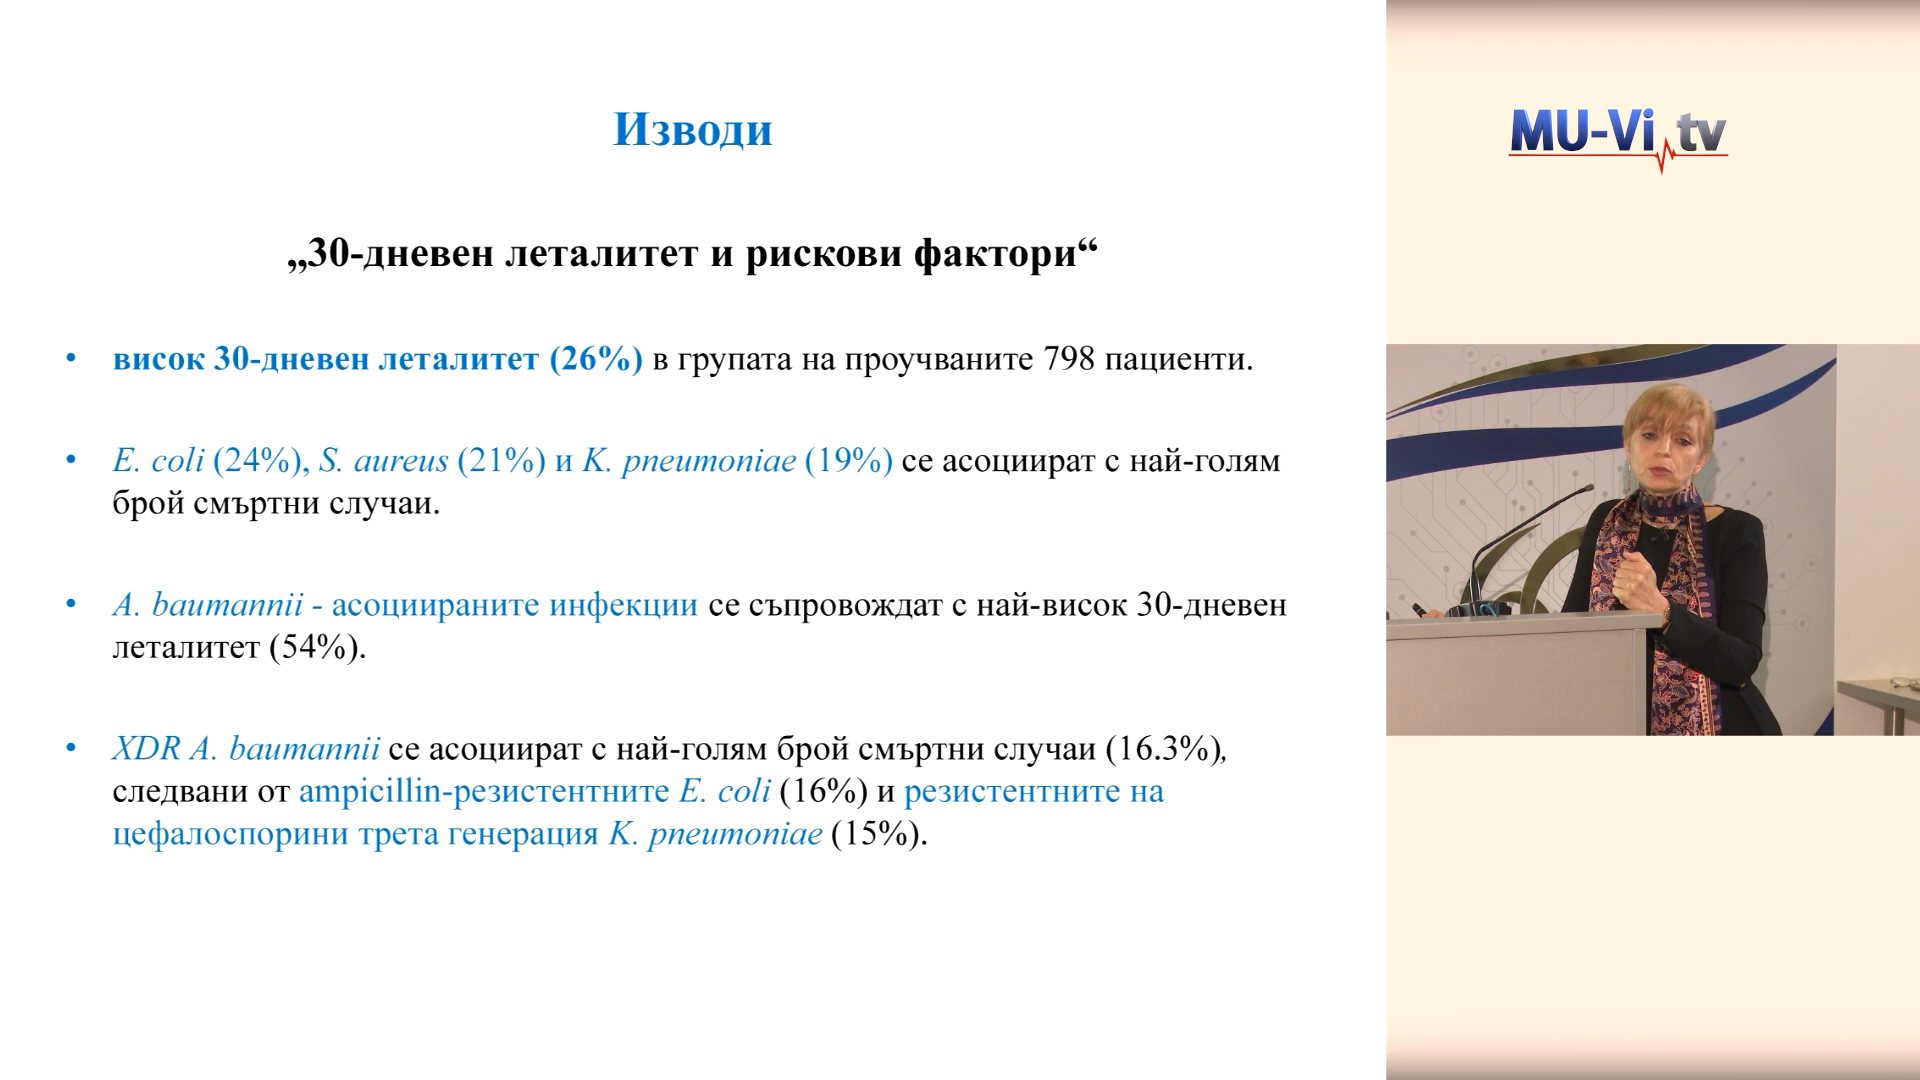 Изводи
„30-дневен леталитет и рискови фактори“
• висок 30-дневен леталитет (26%) в групата на проучваните 798 пациенти.
• E. coli (24%), S. aureus (21%) и K. pneumoniae (19%) се асоциират с най-голям
брой смъртни случаи.
• A. baumannii - асоциираните инфекции се съпровождат с най-висок 30-дневен
леталитет (54%).
• XDR A. baumannii се асоциират с най-голям брой смъртни случаи (16.3%),
следвани от ampicillin-резистентните E. coli (16%) и резистентните на
цефалоспорини трета генерация K. pneumoniae (15%).
MU-Vi tv